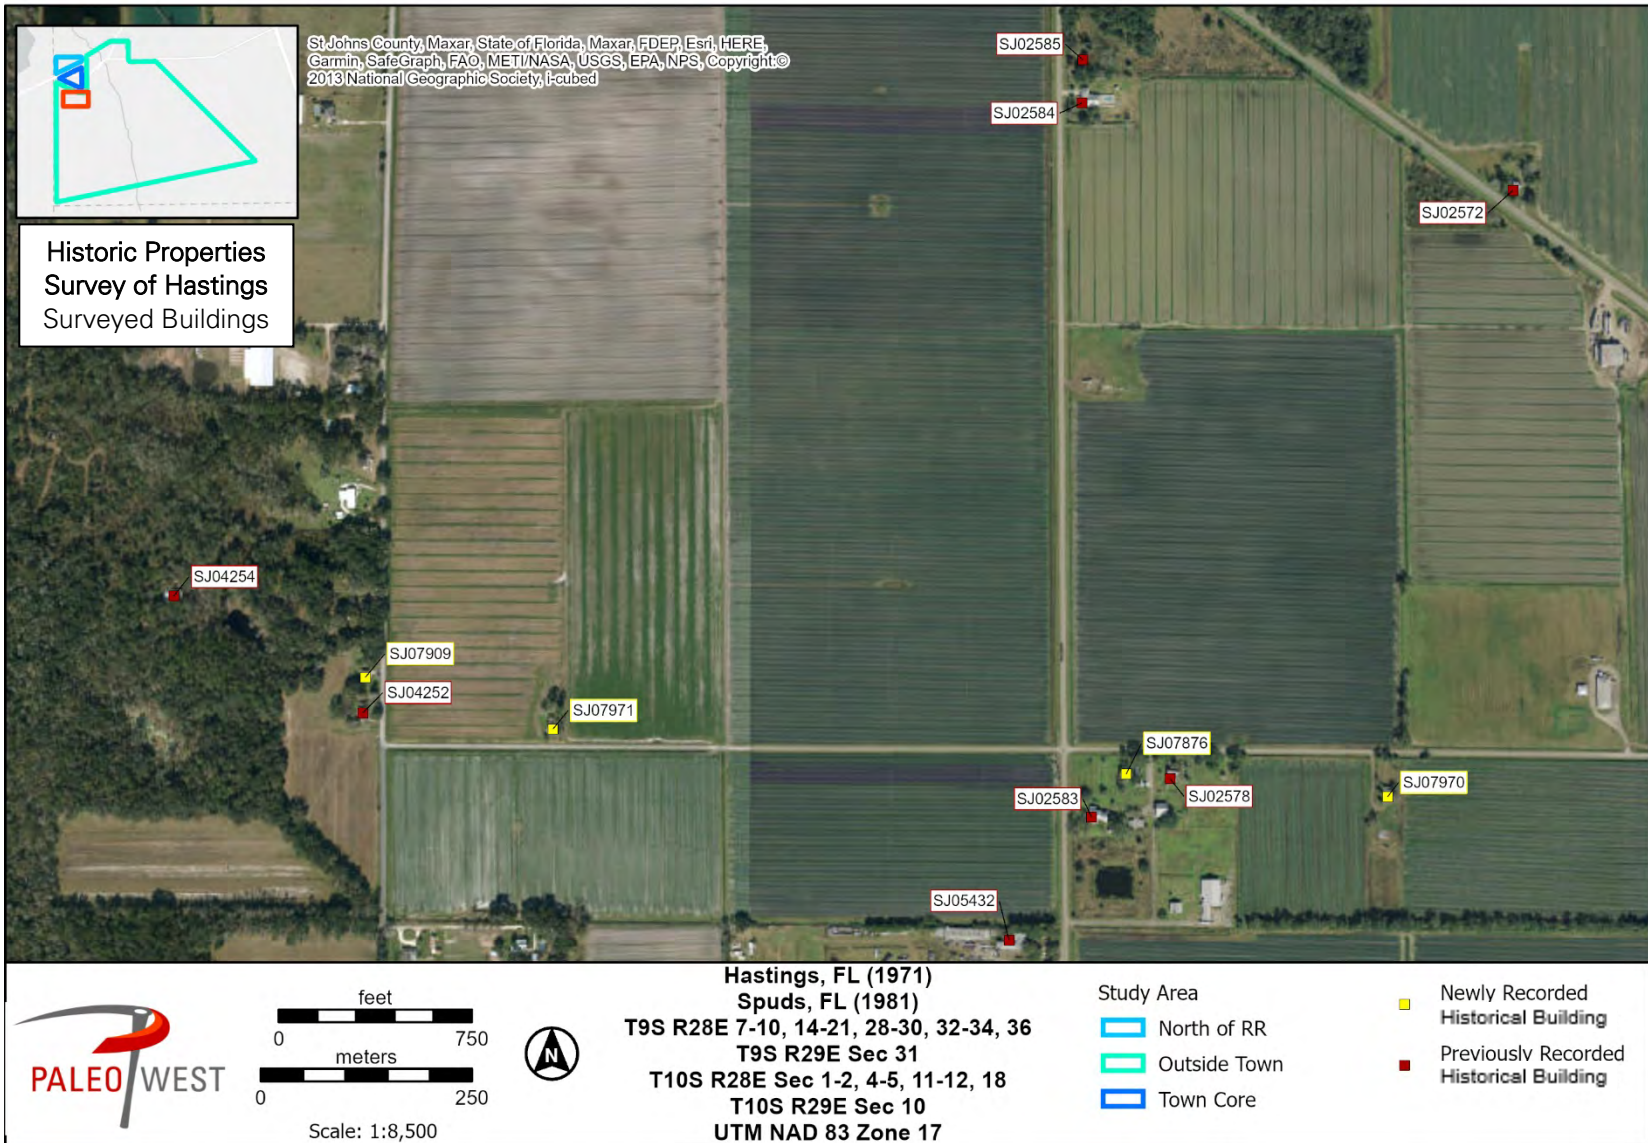 St Johns County, Maxar, State of Florida, Maxar, FDEP, Esri, HERE,
Garmin, SafeGraph, FAO, METI/NASA, USGS, EPA, NPS, Copyright:©
2013 National Geographic Society, i-cubed
Historic Properties
Survey of Hastings
Surveyed Buildings
SJ02585
SJ02584
SJ02572
SJ04254
SJ07909
SJ04252
SJ07971
SJ07876
SJ02578
SJ02583
SJ07970
SJ05432
PALEO WEST
feet
0 750
meters
0 250
Scale: 1:8,500
N
Hastings, FL (1971)
Spuds, FL (1981)
T9S R28E 7-10, 14-21, 28-30, 32-34, 36
T9S R29E Sec 31
T10S R28E Sec 1-2, 4-5, 11-12, 18
T10S R29E Sec 10
UTM NAD 83 Zone 17
Study Area
North of RR
Outside Town
Town Core
Newly Recorded
Historical Building
Previously Recorded
Historical Building